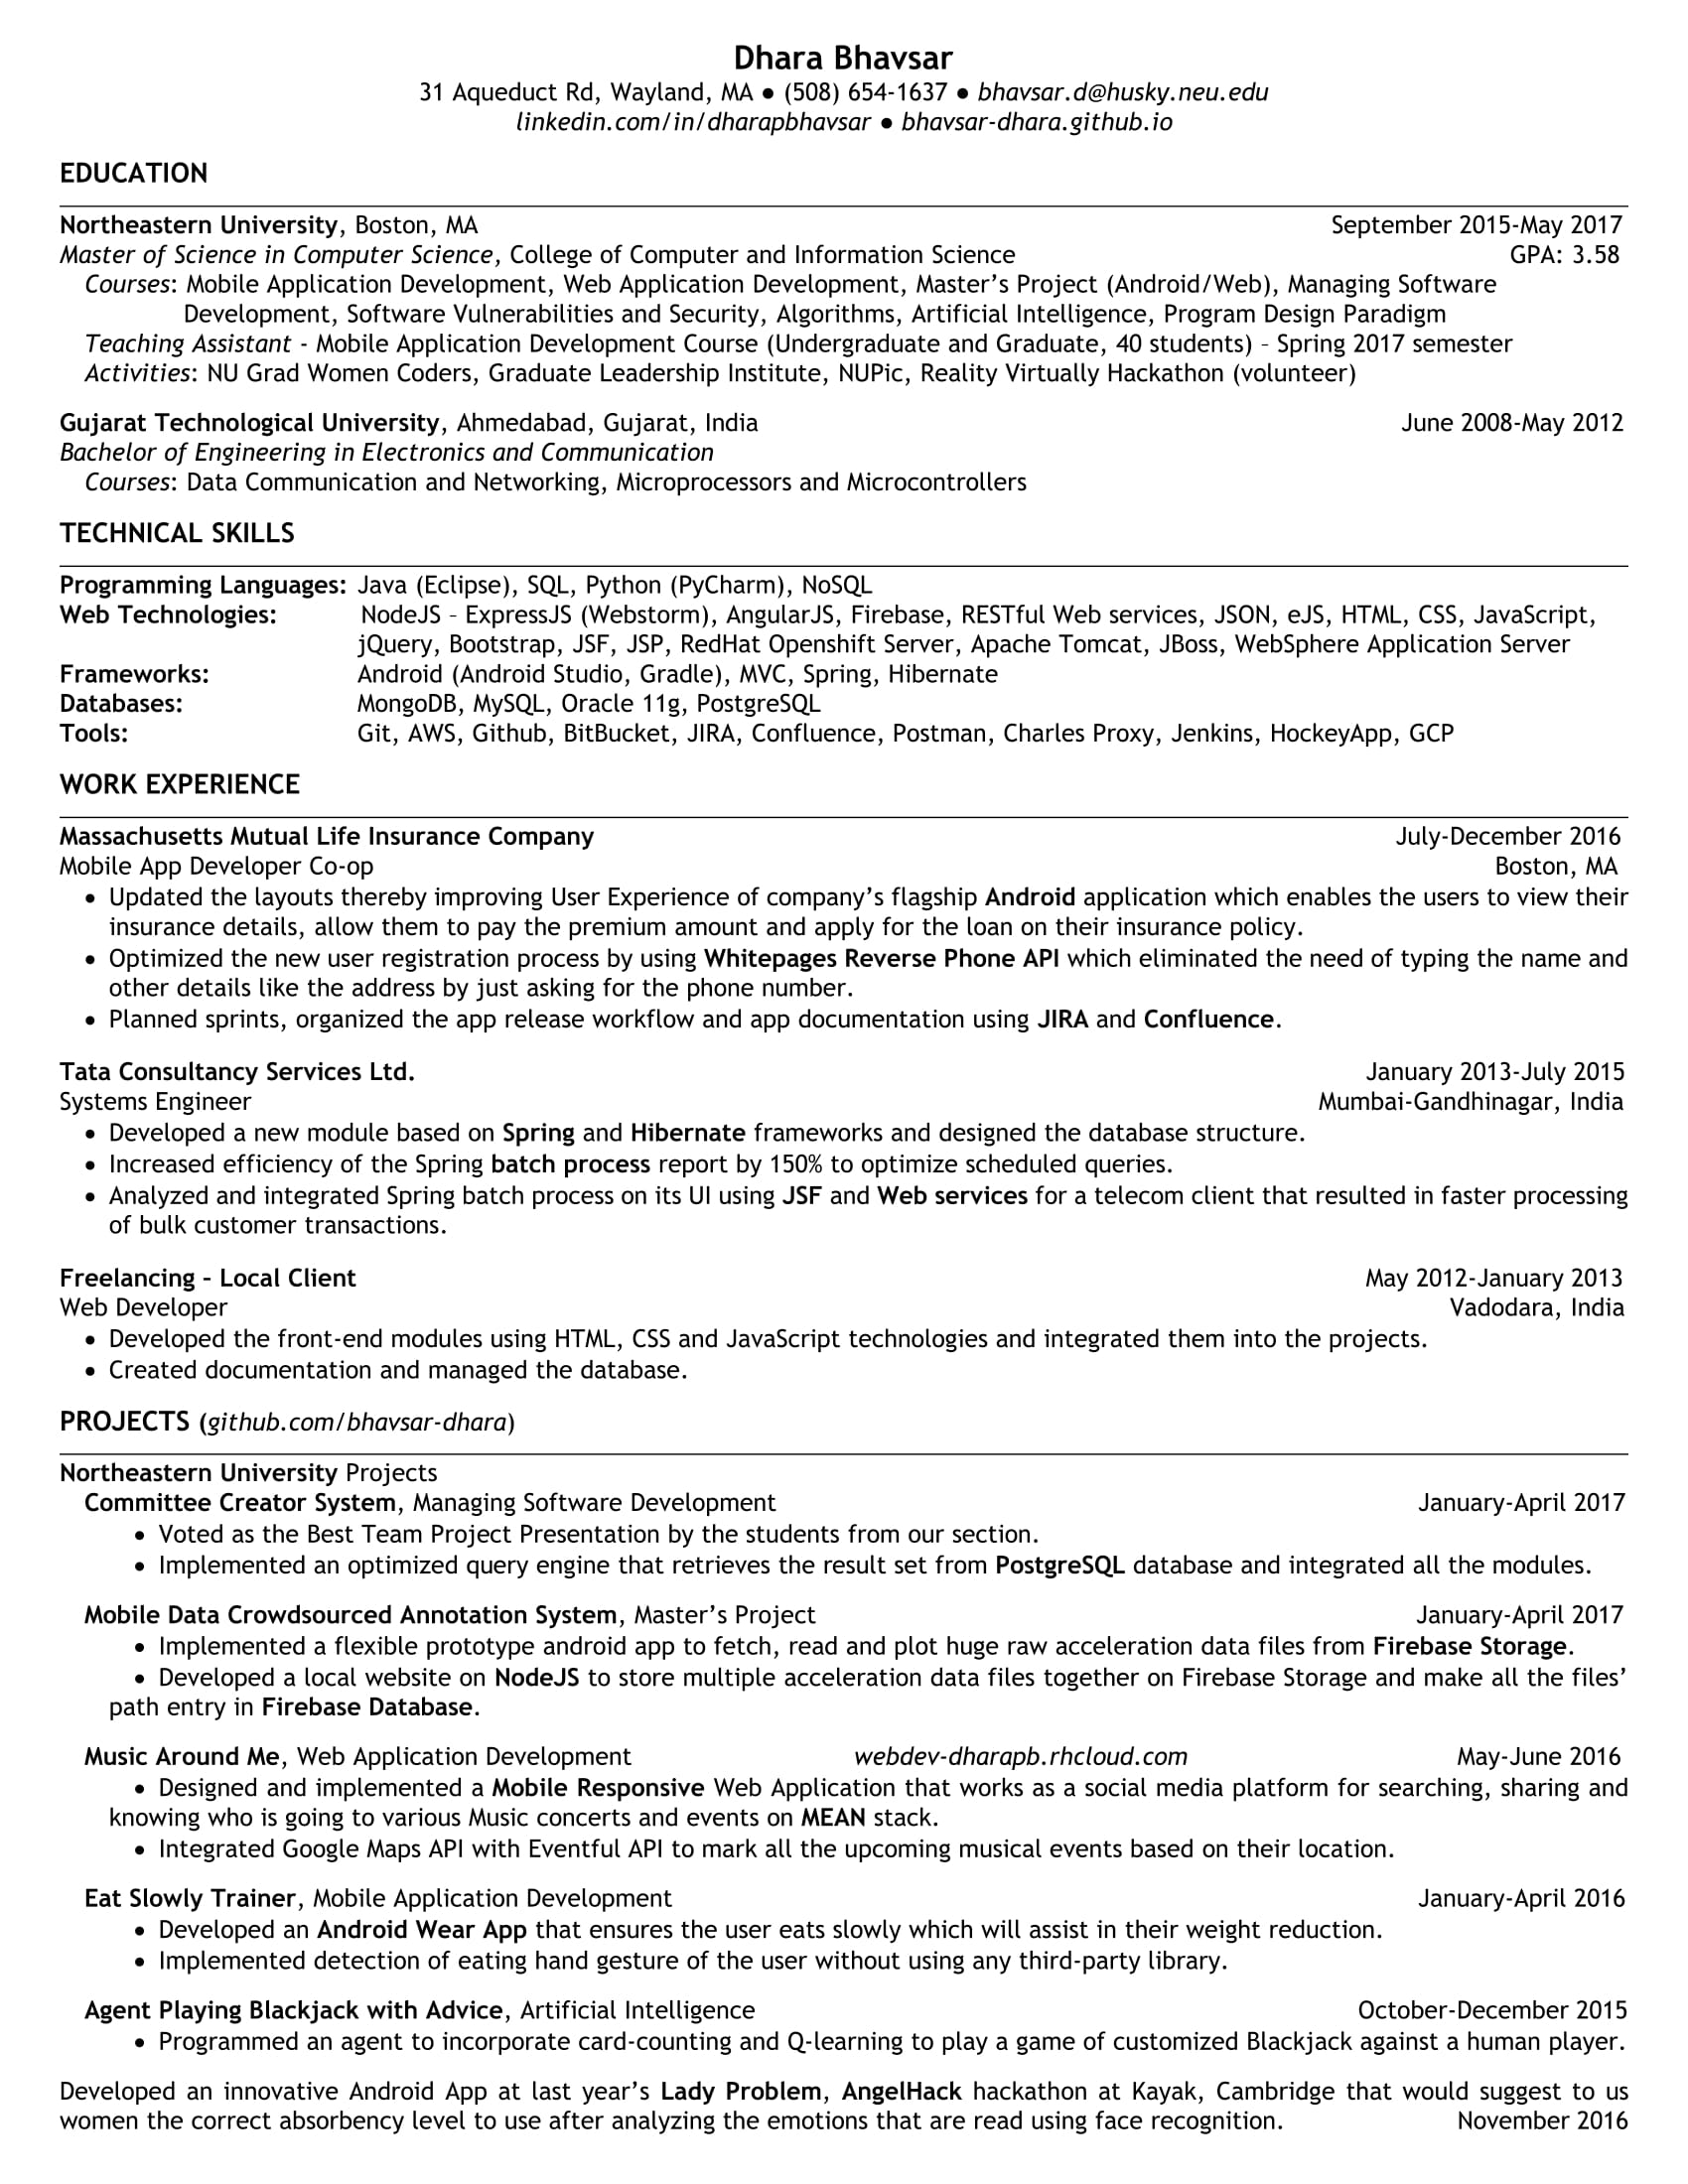 Dhara Bhavsar
31 Aqueduct Rd, Wayland, MA ● (508) 654-1637 ● bhavsar.d@husky.neu.edu
linkedin.com/in/dharapbhavsar ● bhavsar-dhara.github.io
EDUCATION
Northeastern University, Boston, MA September 2015-May 2017
Master of Science in Computer Science, College of Computer and Information Science GPA: 3.58
Courses: Mobile Application Development, Web Application Development, Master’s Project (Android/Web), Managing Software
Development, Software Vulnerabilities and Security, Algorithms, Artificial Intelligence, Program Design Paradigm
Teaching Assistant - Mobile Application Development Course (Undergraduate and Graduate, 40 students) – Spring 2017 semester
Activities: NU Grad Women Coders, Graduate Leadership Institute, NUPic, Reality Virtually Hackathon (volunteer)
Gujarat Technological University, Ahmedabad, Gujarat, India June 2008-May 2012
Bachelor of Engineering in Electronics and Communication
Courses: Data Communication and Networking, Microprocessors and Microcontrollers
TECHNICAL SKILLS
Programming Languages: Java (Eclipse), SQL, Python (PyCharm), NoSQL
Web Technologies: NodeJS – ExpressJS (Webstorm), AngularJS, Firebase, RESTful Web services, JSON, eJS, HTML, CSS, JavaScript,
jQuery, Bootstrap, JSF, JSP, RedHat Openshift Server, Apache Tomcat, JBoss, WebSphere Application Server
Frameworks: Android (Android Studio, Gradle), MVC, Spring, Hibernate
Databases: MongoDB, MySQL, Oracle 11g, PostgreSQL
Tools: Git, AWS, Github, BitBucket, JIRA, Confluence, Postman, Charles Proxy, Jenkins, HockeyApp, GCP
WORK EXPERIENCE
Massachusetts Mutual Life Insurance Company July-December 2016
Mobile App Developer Co-op Boston, MA
● Updated the layouts thereby improving User Experience of company’s flagship Android application which enables the users to view their
insurance details, allow them to pay the premium amount and apply for the loan on their insurance policy.
● Optimized the new user registration process by using Whitepages Reverse Phone API which eliminated the need of typing the name and
other details like the address by just asking for the phone number.
● Planned sprints, organized the app release workflow and app documentation using JIRA and Confluence.
Tata Consultancy Services Ltd. January 2013-July 2015
Systems Engineer Mumbai-Gandhinagar, India
● Developed a new module based on Spring and Hibernate frameworks and designed the database structure.
● Increased efficiency of the Spring batch process report by 150% to optimize scheduled queries.
● Analyzed and integrated Spring batch process on its UI using JSF and Web services for a telecom client that resulted in faster processing
of bulk customer transactions.
Freelancing – Local Client May 2012-January 2013
Web Developer Vadodara, India
● Developed the front-end modules using HTML, CSS and JavaScript technologies and integrated them into the projects.
● Created documentation and managed the database.
PROJECTS (github.com/bhavsar-dhara)
Northeastern University Projects
Committee Creator System, Managing Software Development January-April 2017
● Voted as the Best Team Project Presentation by the students from our section.
● Implemented an optimized query engine that retrieves the result set from PostgreSQL database and integrated all the modules.
Mobile Data Crowdsourced Annotation System, Master’s Project January-April 2017
● Implemented a flexible prototype android app to fetch, read and plot huge raw acceleration data files from Firebase Storage.
● Developed a local website on NodeJS to store multiple acceleration data files together on Firebase Storage and make all the files’
path entry in Firebase Database.
Music Around Me, Web Application Development webdev-dharapb.rhcloud.com May-June 2016
● Designed and implemented a Mobile Responsive Web Application that works as a social media platform for searching, sharing and
knowing who is going to various Music concerts and events on MEAN stack.
● Integrated Google Maps API with Eventful API to mark all the upcoming musical events based on their location.
Eat Slowly Trainer, Mobile Application Development January-April 2016
● Developed an Android Wear App that ensures the user eats slowly which will assist in their weight reduction.
● Implemented detection of eating hand gesture of the user without using any third-party library.
Agent Playing Blackjack with Advice, Artificial Intelligence October-December 2015
● Programmed an agent to incorporate card-counting and Q-learning to play a game of customized Blackjack against a human player.
Developed an innovative Android App at last year’s Lady Problem, AngelHack hackathon at Kayak, Cambridge that would suggest to us
women the correct absorbency level to use after analyzing the emotions that are read using face recognition. November 2016